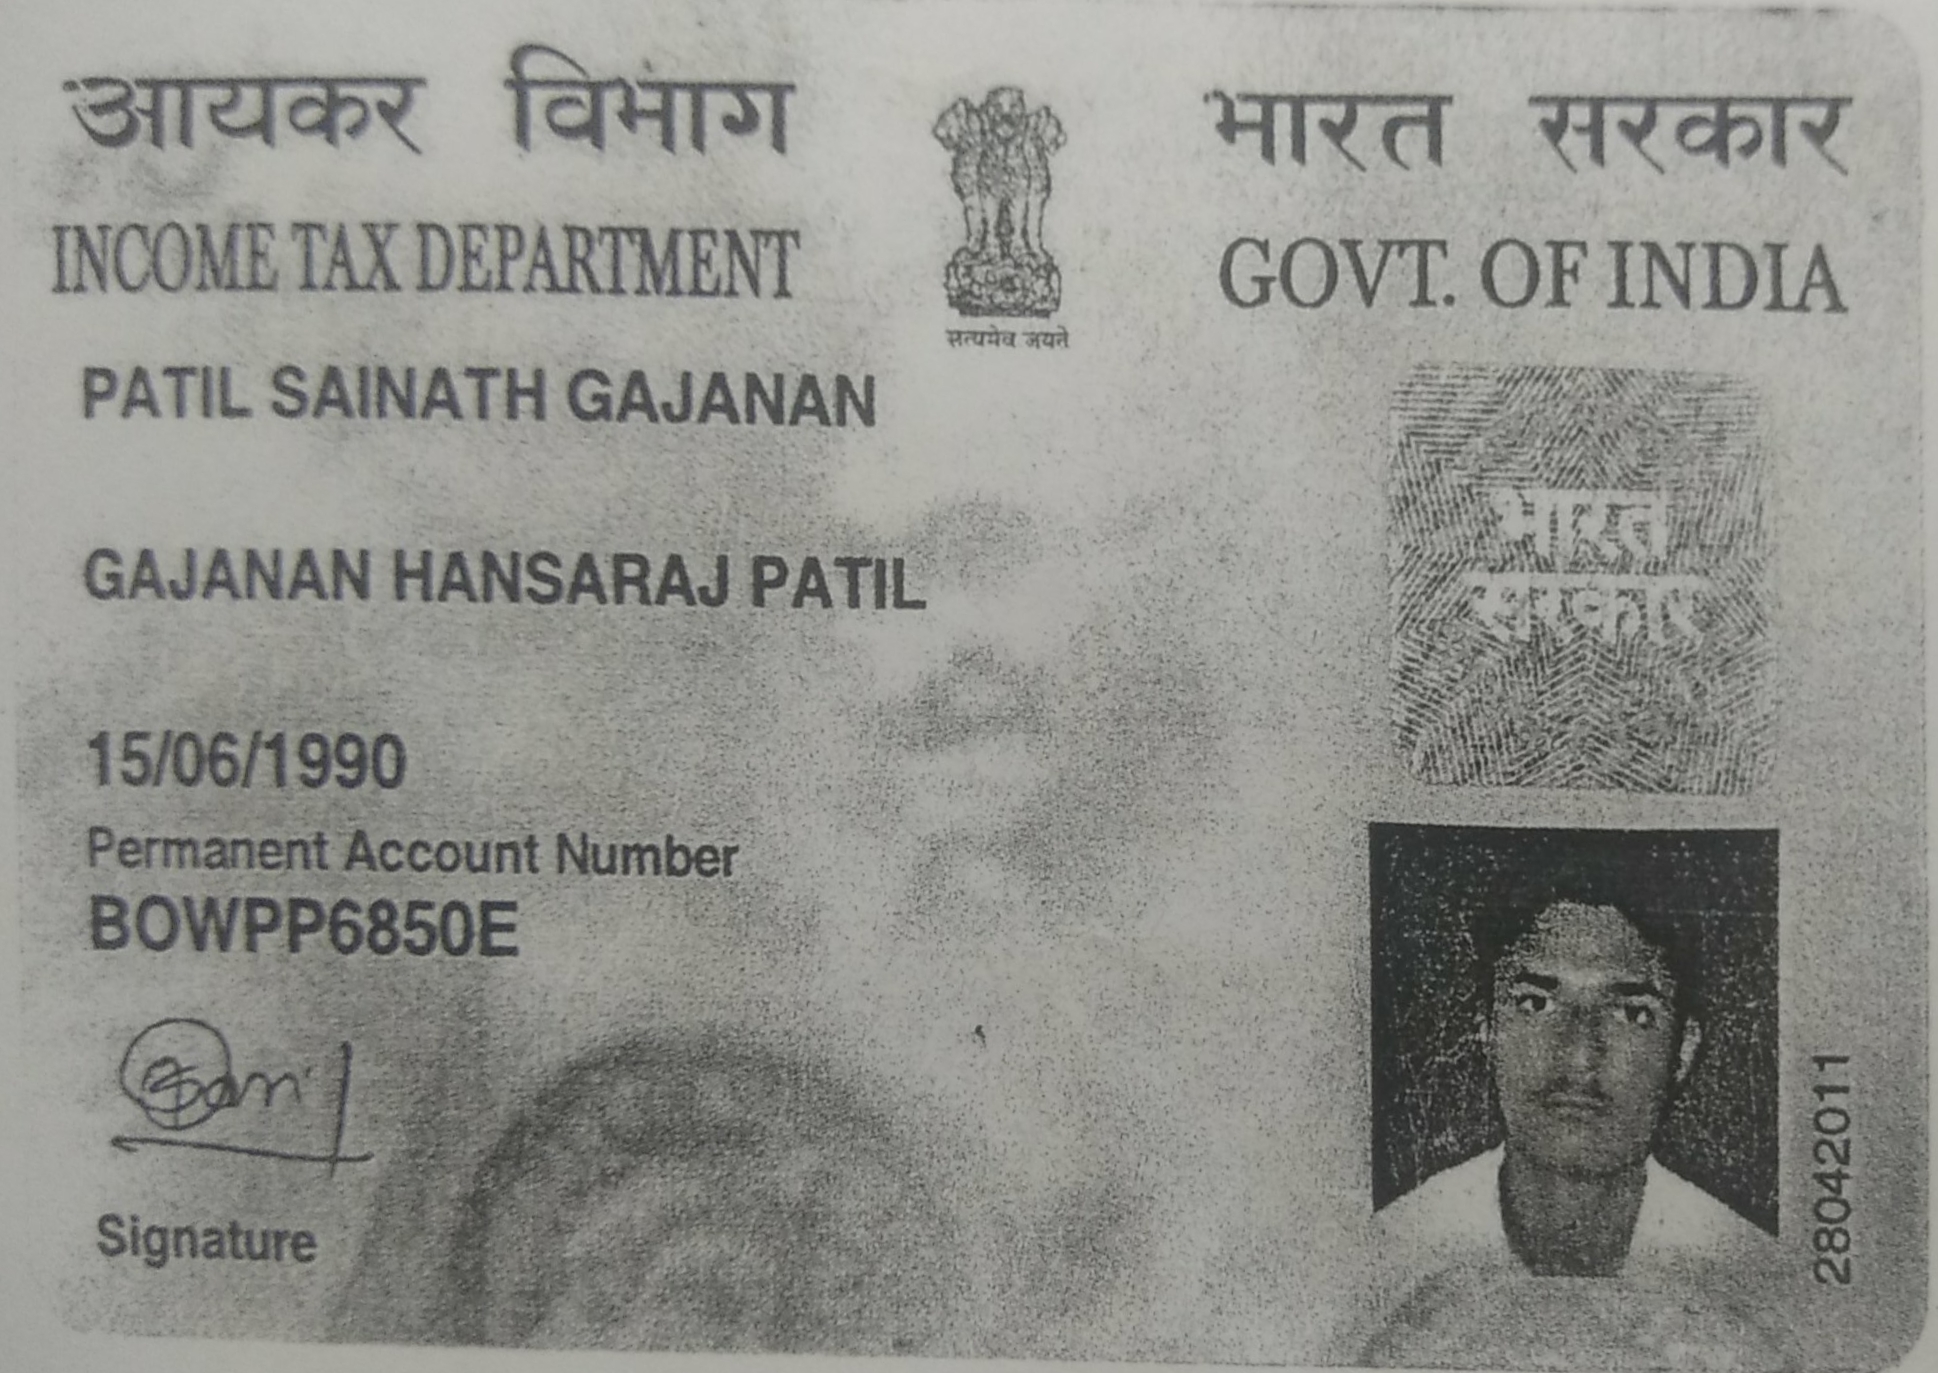 आयकर विभाग
INCOME TAX DEPARTMENT
सत्यमेव जयते
भारत सरकार
GOVT. OF INDIA
PATIL SAINATH GAJANAN
GAJANAN HANSARAJ PATIL
15/06/1990
Permanent Account Number
BOWPP6850E
Signature
भारत
सरकार
28042011